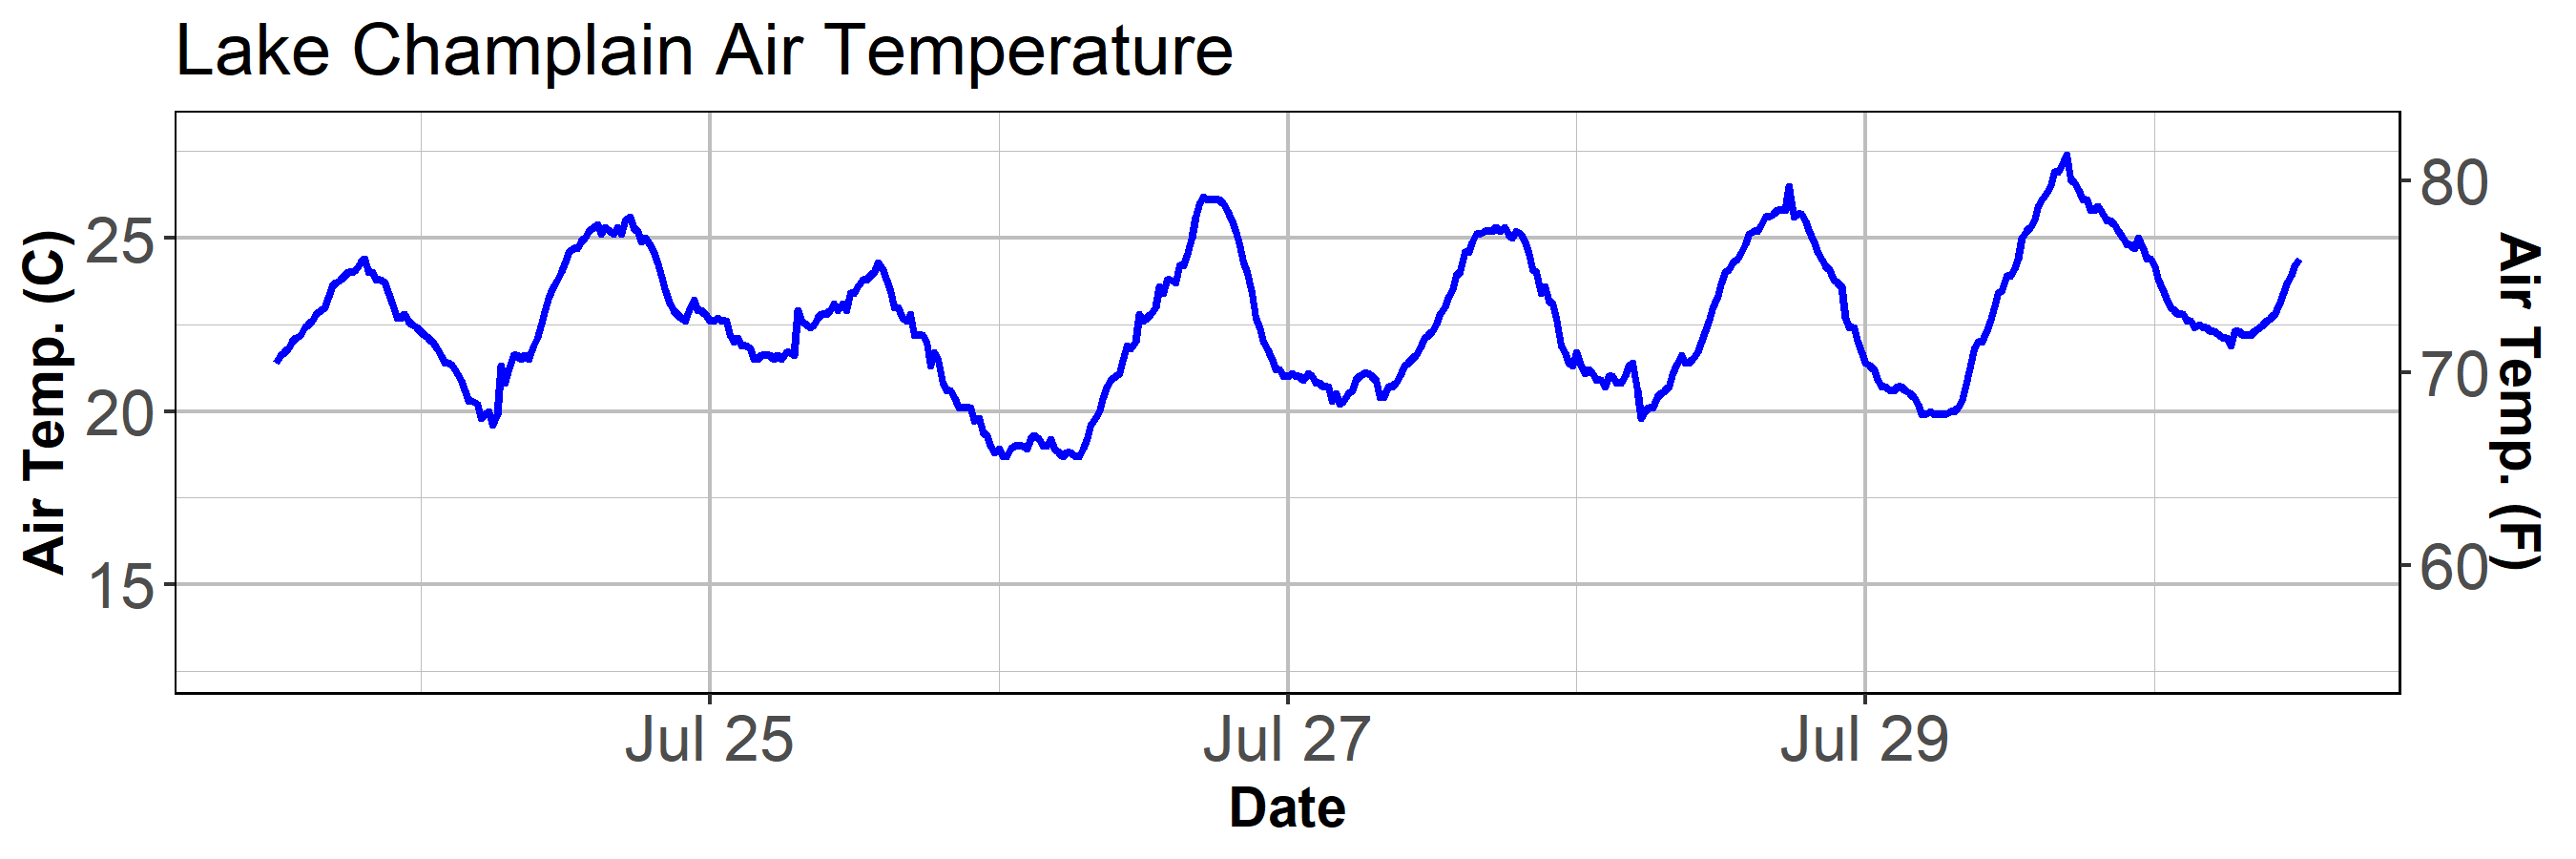 Lake Champlain Air Temperature
Air Temp. (C)
25
20
15
80
70
60
Air Temp. (F)
Jul 25 Jul 27 Jul 29
Date